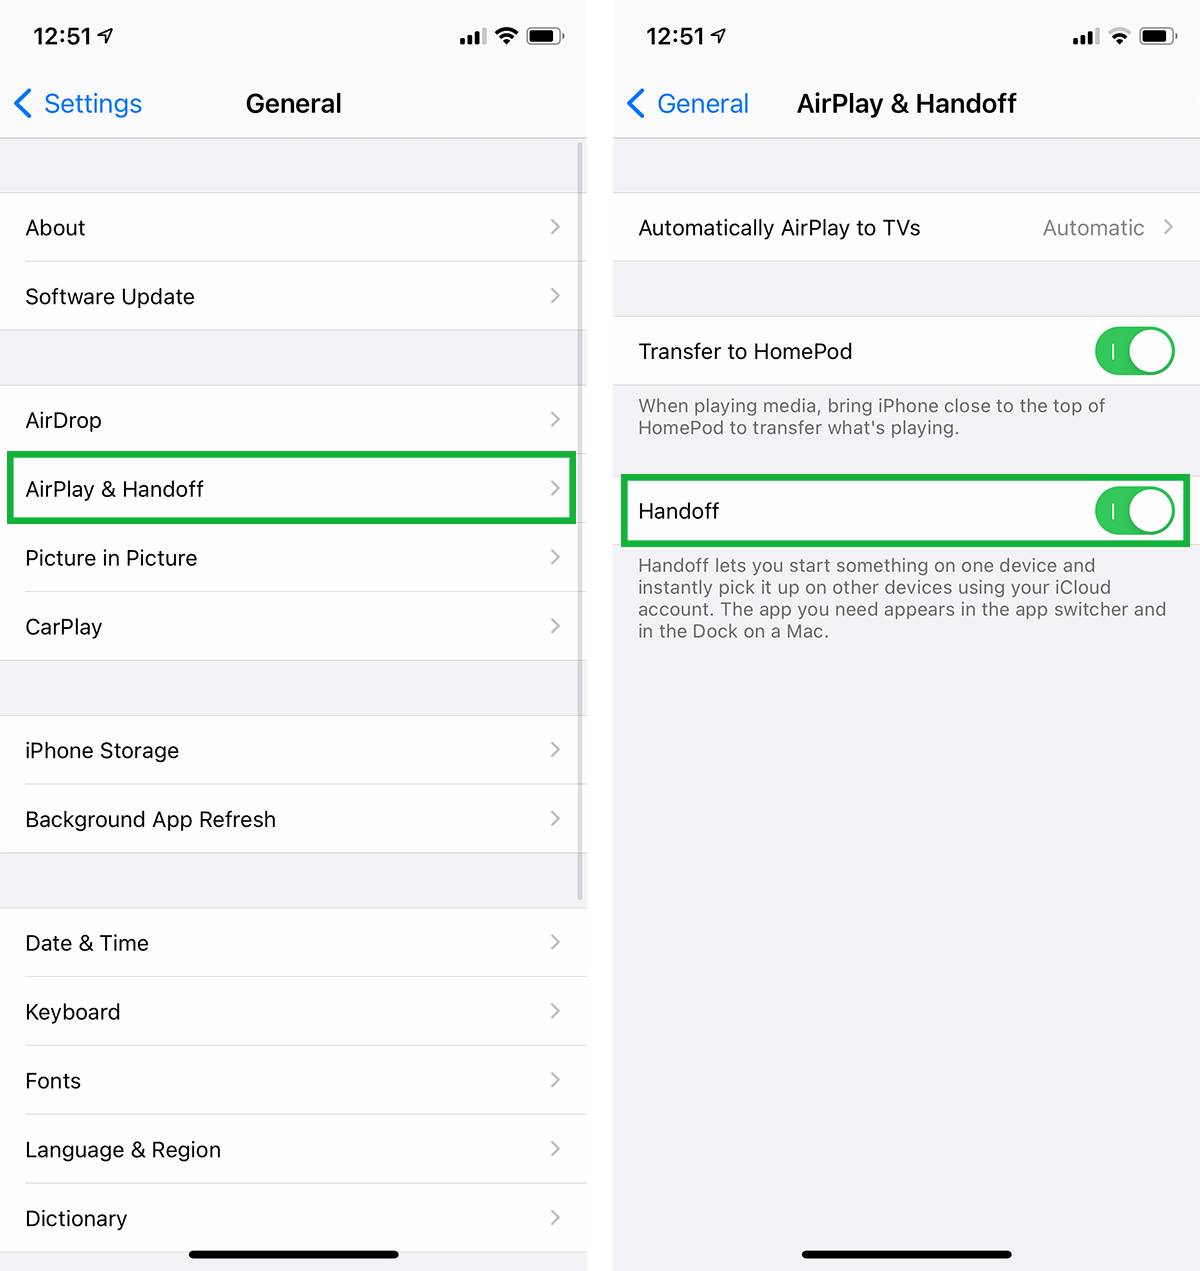 12:51
Settings
General
About
Software Update
AirDrop
AirPlay & Handoff
Picture in Picture
CarPlay
iPhone Storage
Background App Refresh
Date & Time
Keyboard
Fonts
Language & Region
Dictionary
12:51
General
AirPlay & Handoff
Automatically AirPlay to TVs Automatic
Transfer to HomePod
When playing media, bring iPhone close to the top of
HomePod to transfer what's playing.
Handoff
Handoff lets you start something on one device and
instantly pick it up on other devices using your iCloud
account. The app you need appears in the app switcher and
in the Dock on a Mac.